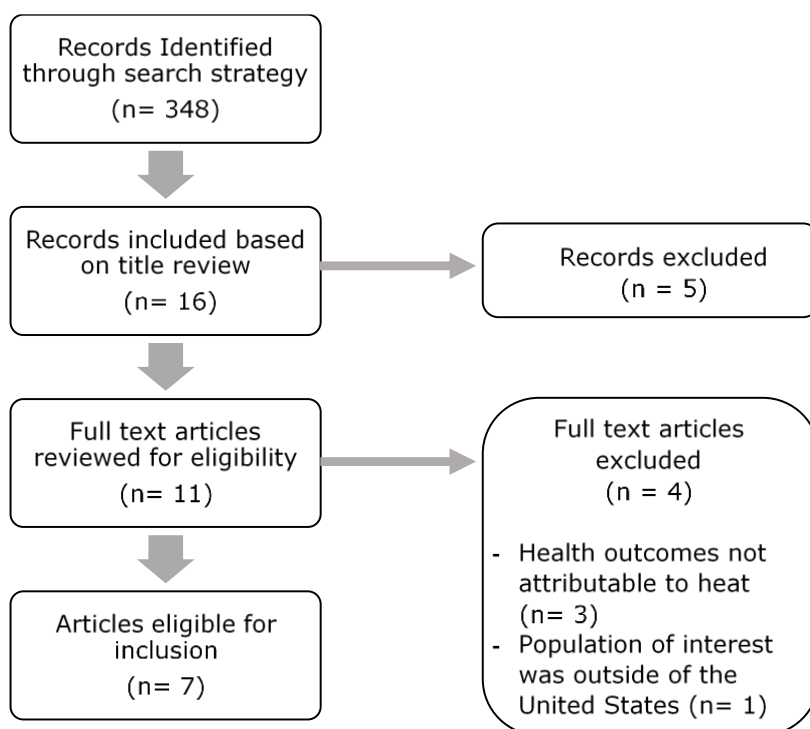 Records Identified
through search strategy
(n= 348)
Records included based
on title review
(n= 16)
Records excluded
(n = 5)
Full text articles
reviewed for eligibility
(n= 11)
Full text articles
excluded
(n = 4)
- Health outcomes not
attributable to heat
(n= 3)
- Population of interest
was outside of the
United States (n= 1)
Articles eligible for
inclusion
(n= 7)